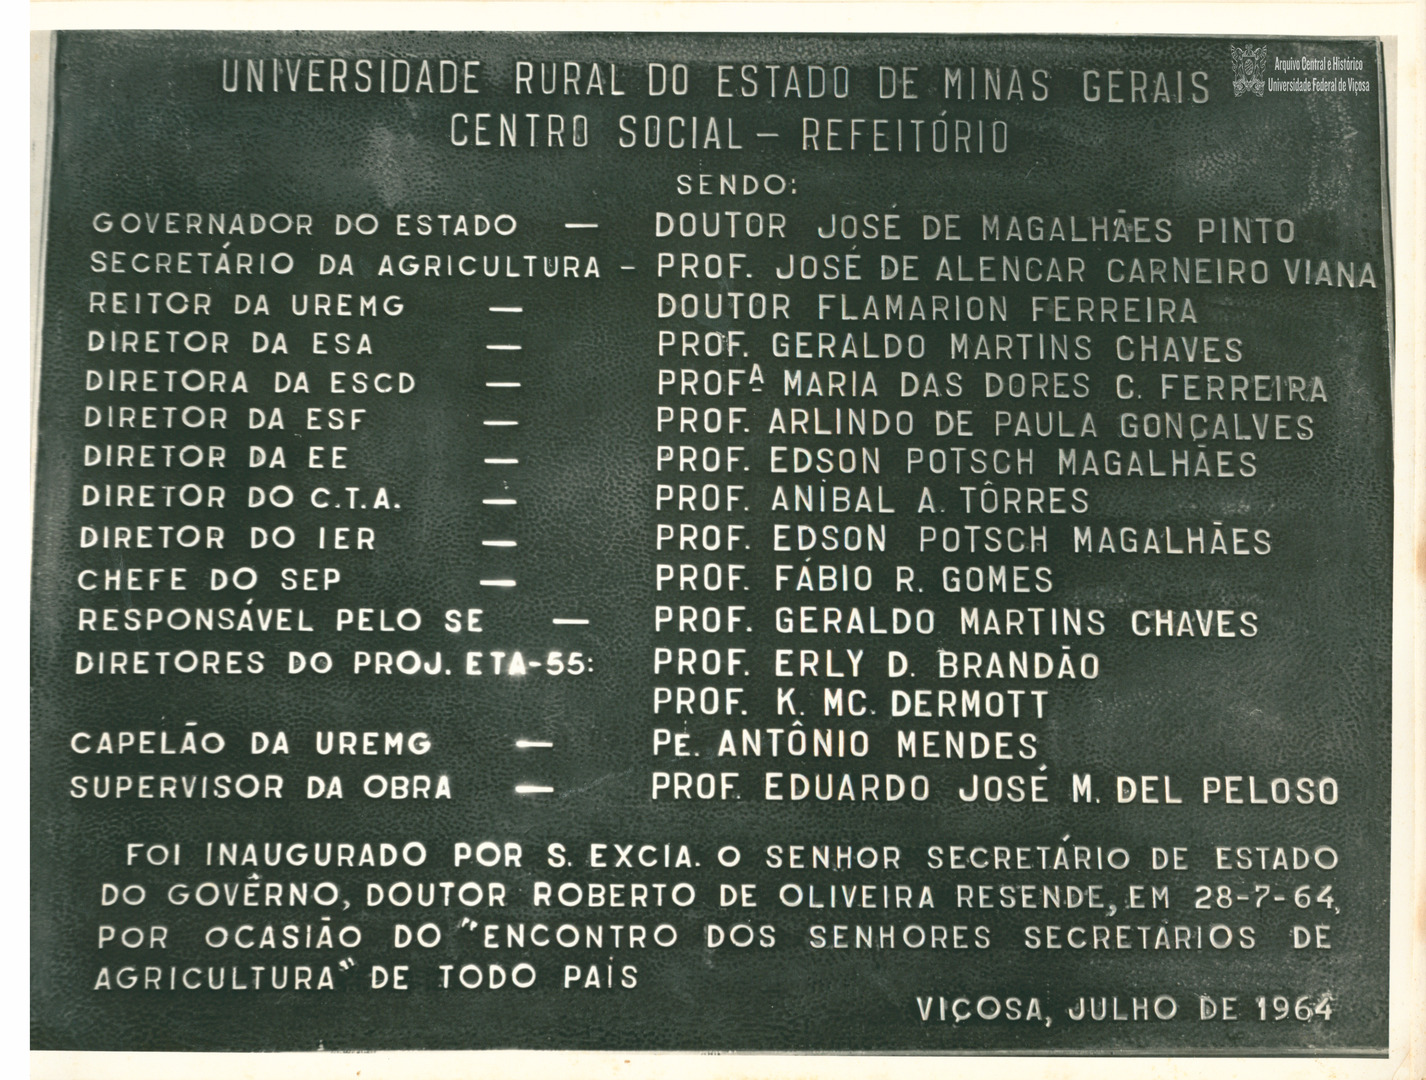 UNIVERSIDADE RURAL DO ESTADO DE MINAS GERAIS
Arquivo Central e Histórico
Universidade Federal de Viçosa
CENTRO SOCIAL – REFEITÓRIO
SENDO:
GOVERNADOR DO ESTADO — DOUTOR JOSÉ DE MAGALHÃES PINTO
SECRETÁRIO DA AGRICULTURA – PROF. JOSÉ DE ALENCAR CARNEIRO VIANA
REITOR DA UREMG — DOUTOR FLAMARION FERREIRA
DIRETOR DA ESA — PROF. GERALDO MARTINS CHAVES
DIRETORA DA ESCD — PROFª MARIA DAS DORES C. FERREIRA
DIRETOR DA ESF — PROF. ARLINDO DE PAULA GONÇALVES
DIRETOR DA EE — PROF. EDSON POTSCH MAGALHÃES
DIRETOR DO C.T.A. — PROF. ANÍBAL A. TÔRRES
DIRETOR DO IER — PROF. EDSON POTSCH MAGALHÃES
CHEFE DO SEP — PROF. FÁBIO R. GOMES
RESPONSÁVEL PELO SE — PROF. GERALDO MARTINS CHAVES
DIRETORES DO PROJ. ETA-55: PROF. ERLY D. BRANDÃO
PROF. K. MC. DERMOTT
CAPELÃO DA UREMG — PE. ANTÔNIO MENDES
SUPERVISOR DA OBRA — PROF. EDUARDO JOSÉ M. DEL PELOSO
FOI INAUGURADO POR S. EXCIA. O SENHOR SECRETÁRIO DE ESTADO
DO GOVÊRNO, DOUTOR ROBERTO DE OLIVEIRA RESENDE, EM 28-7-64,
POR OCASIÃO DO "ENCONTRO DOS SENHORES SECRETÁRIOS DE
AGRICULTURA" DE TODO PAÍS
VIÇOSA, JULHO DE 1964